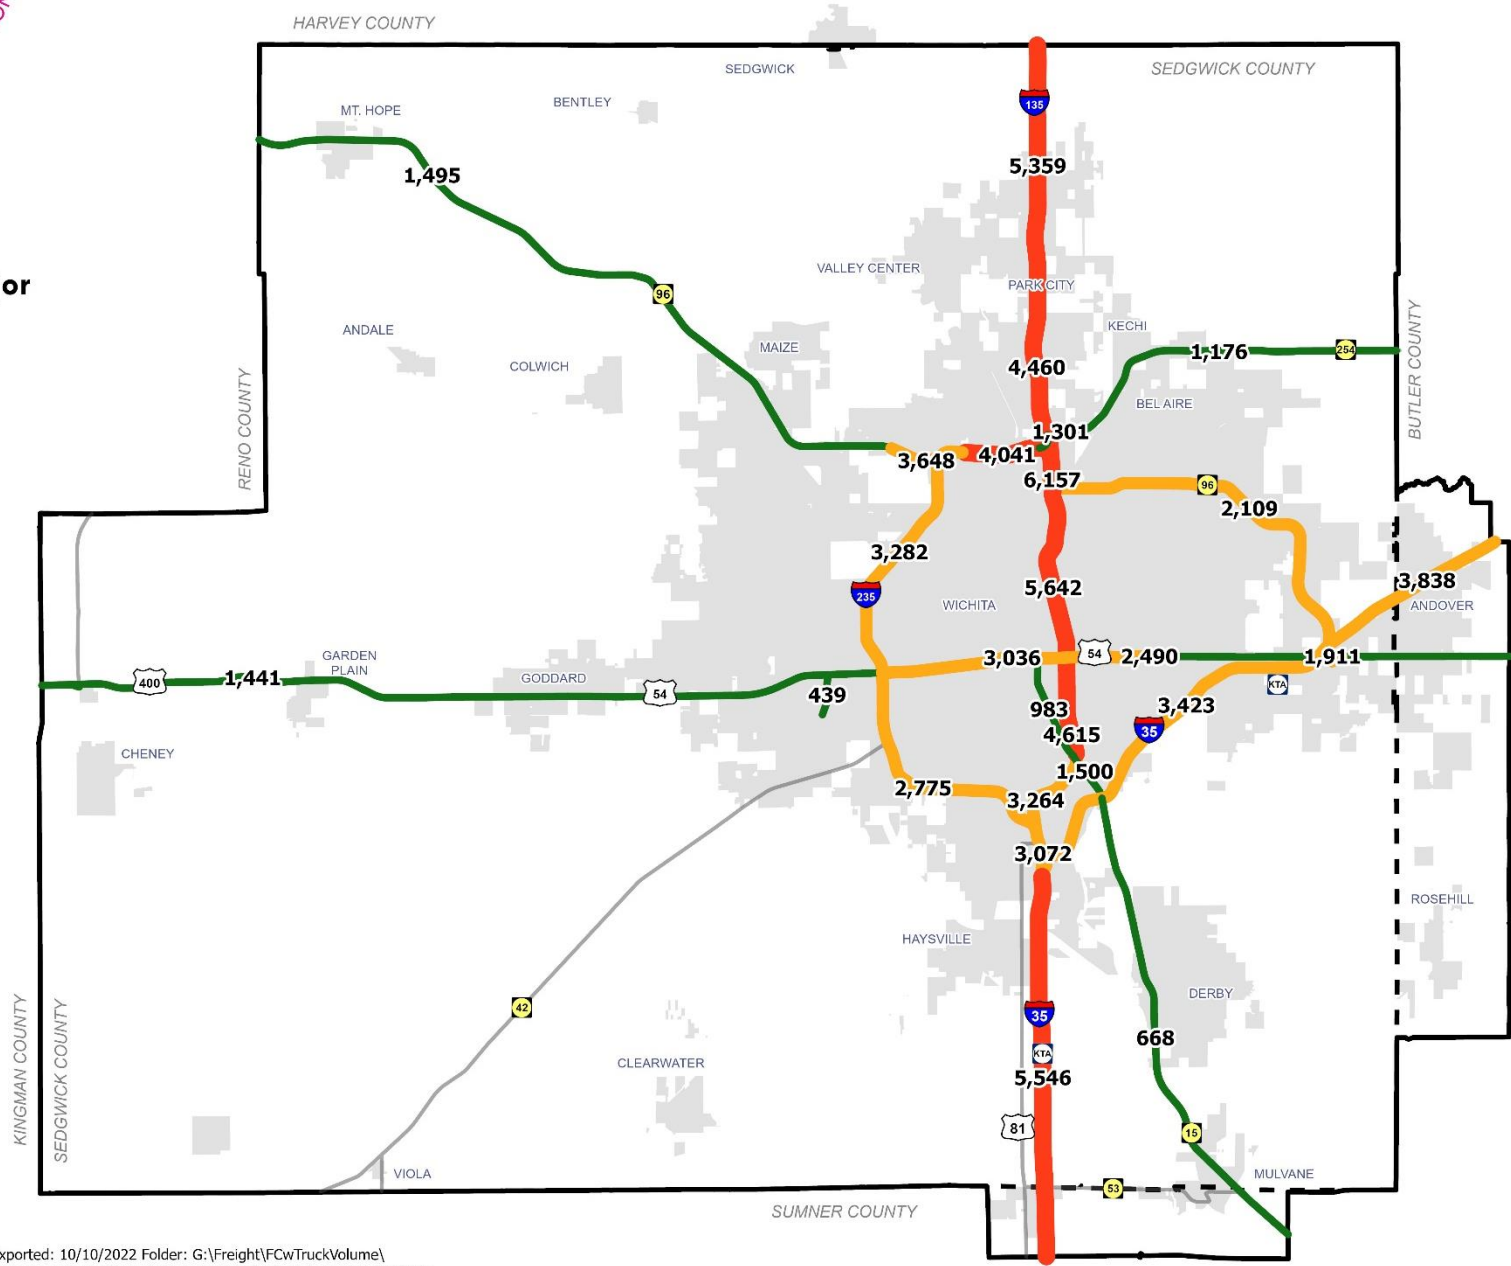 HARVEY COUNTY
SEDGWICK
SEDGWICK COUNTY
135
BENTLEY
MT. HOPE
5,359
1,495
VALLEY CENTER
or
PARK CITY
96
ANDALE
KECHI
MAIZE
1,176
254
COLWICH
4,460
BUTLER COUNTY
RENO COUNTY
BEL AIRE
1,301
3,648
4,041
6,157
96
2,109
3,282
3,838
5,642
235
WICHITA
ANDOVER
GARDEN
PLAIN
3,036
54
2,490
1,911
400
1,441
GODDARD
54
439
KTA
983
3,423
4,615
35
CHENEY
1,500
2,775
3,264
3,072
ROSEHILL
HAYSVILLE
DERBY
42
35
668
KINGMAN COUNTY
SEDGWICK COUNTY
CLEARWATER
KTA
5,546
81
15
VIOLA
MULVANE
53
SUMNER COUNTY
xported: 10/10/2022 Folder: G:\Freight\FCwTruckVolume\